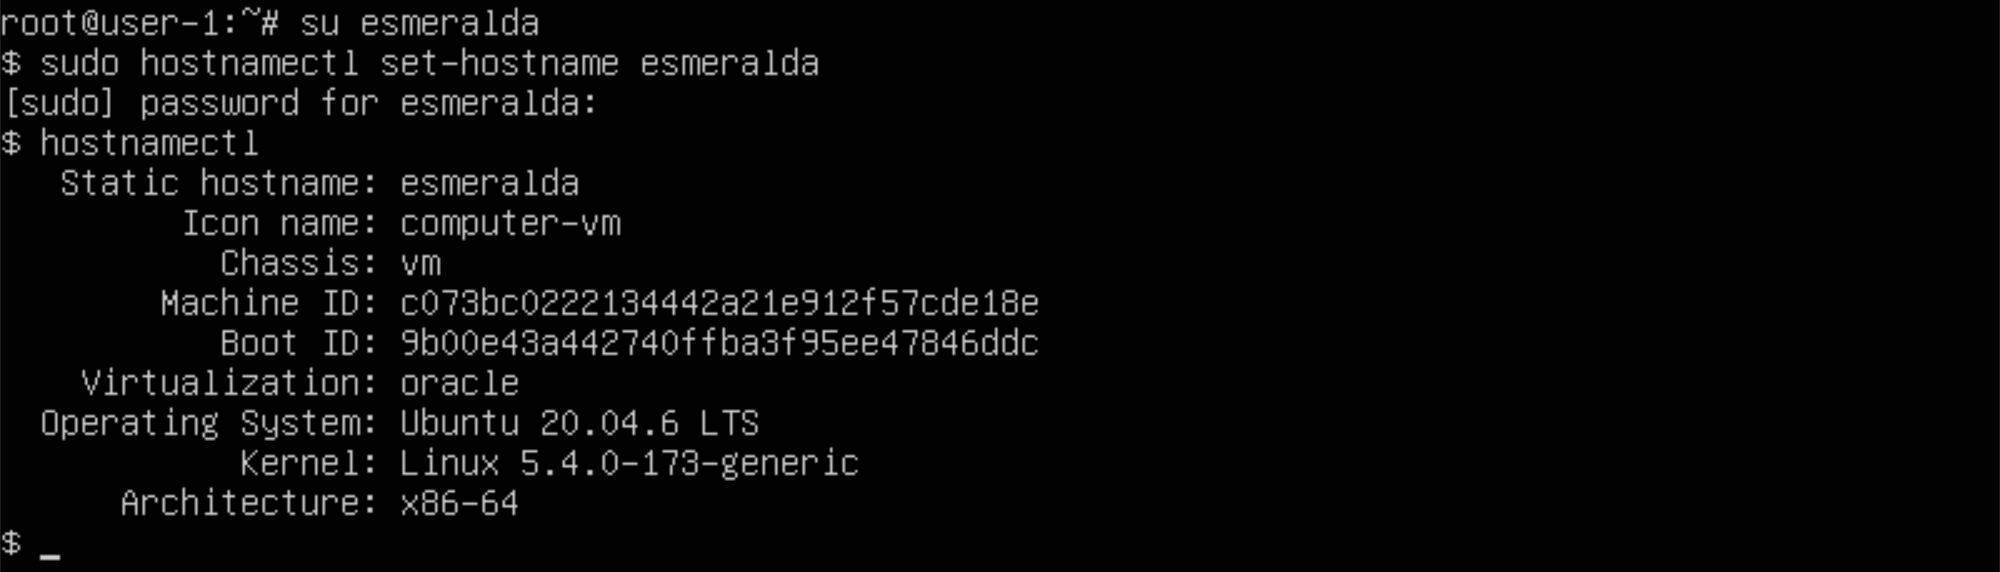 root@user-1:~# su esmeralda
$ sudo hostnamectl set-hostname esmeralda
[sudo] password for esmeralda:
$ hostnamectl
   Static hostname: esmeralda
         Icon name: computer-vm
           Chassis: vm
        Machine ID: c073bc0222134442a21e912f57cde18e
           Boot ID: 9b00e43a442740ffba3f95ee47846ddc
    Virtualization: oracle
  Operating System: Ubuntu 20.04.6 LTS
            Kernel: Linux 5.4.0-173-generic
      Architecture: x86-64
$ _